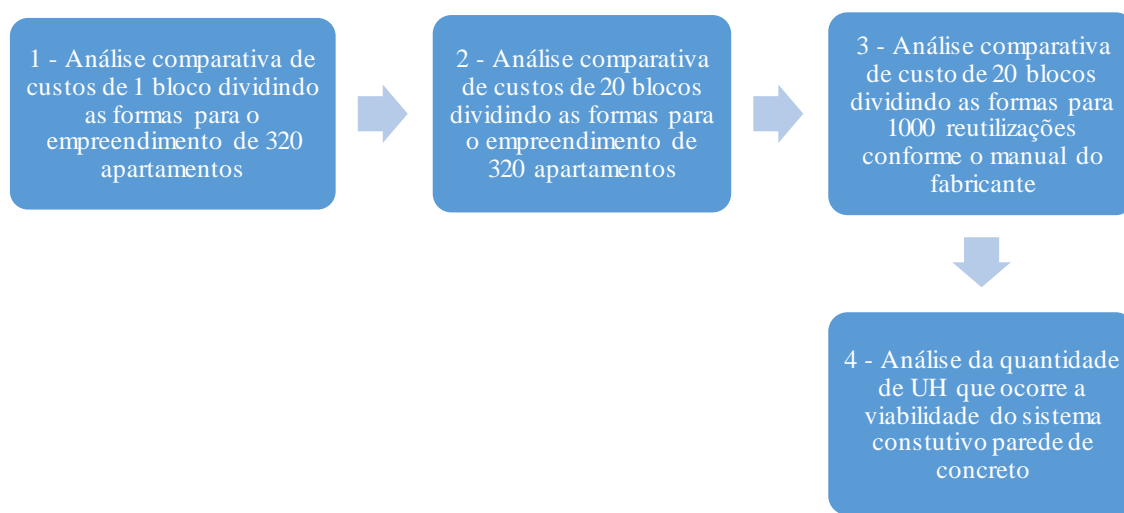 1 - Análise comparativa de
custos de 1 bloco dividindo
as formas para o
empreendimento de 320
apartamentos
2 - Análise comparativa
de custos de 20 blocos
dividindo as formas para
o empreendimento de
320 apartamentos
3 - Análise comparativa
de custo de 20 blocos
dividindo as formas para
1000 reutilizações
conforme o manual do
fabricante
4 - Análise da quantidade
de UH que ocorre a
viabilidade do sistema
constutivo parede de
concreto